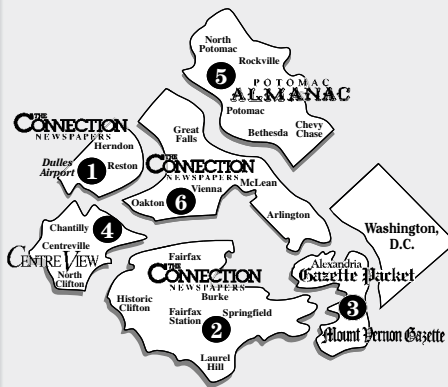 North
Potomac
Rockville
5
POTOMAC
ALMANAC
Potomac
Bethesda
Chevy
Chase
THE
CONNECTION
NEWSPAPERS
Herndon
Dulles
Airport
1
Reston
Great
Falls
THE
CONNECTION
NEWSPAPERS
Vienna
McLean
Oakton
6
Arlington
Chantilly
4
Centreville
CENTRE VIEW
North
Clifton
Washington,
D.C.
Fairfax
THE
CONNECTION
NEWSPAPERS
Burke
Historic
Clifton
Fairfax
Station
2
Springfield
Laurel
Hill
Alexandria
Gazette Packet
3
Mount Vernon Gazette